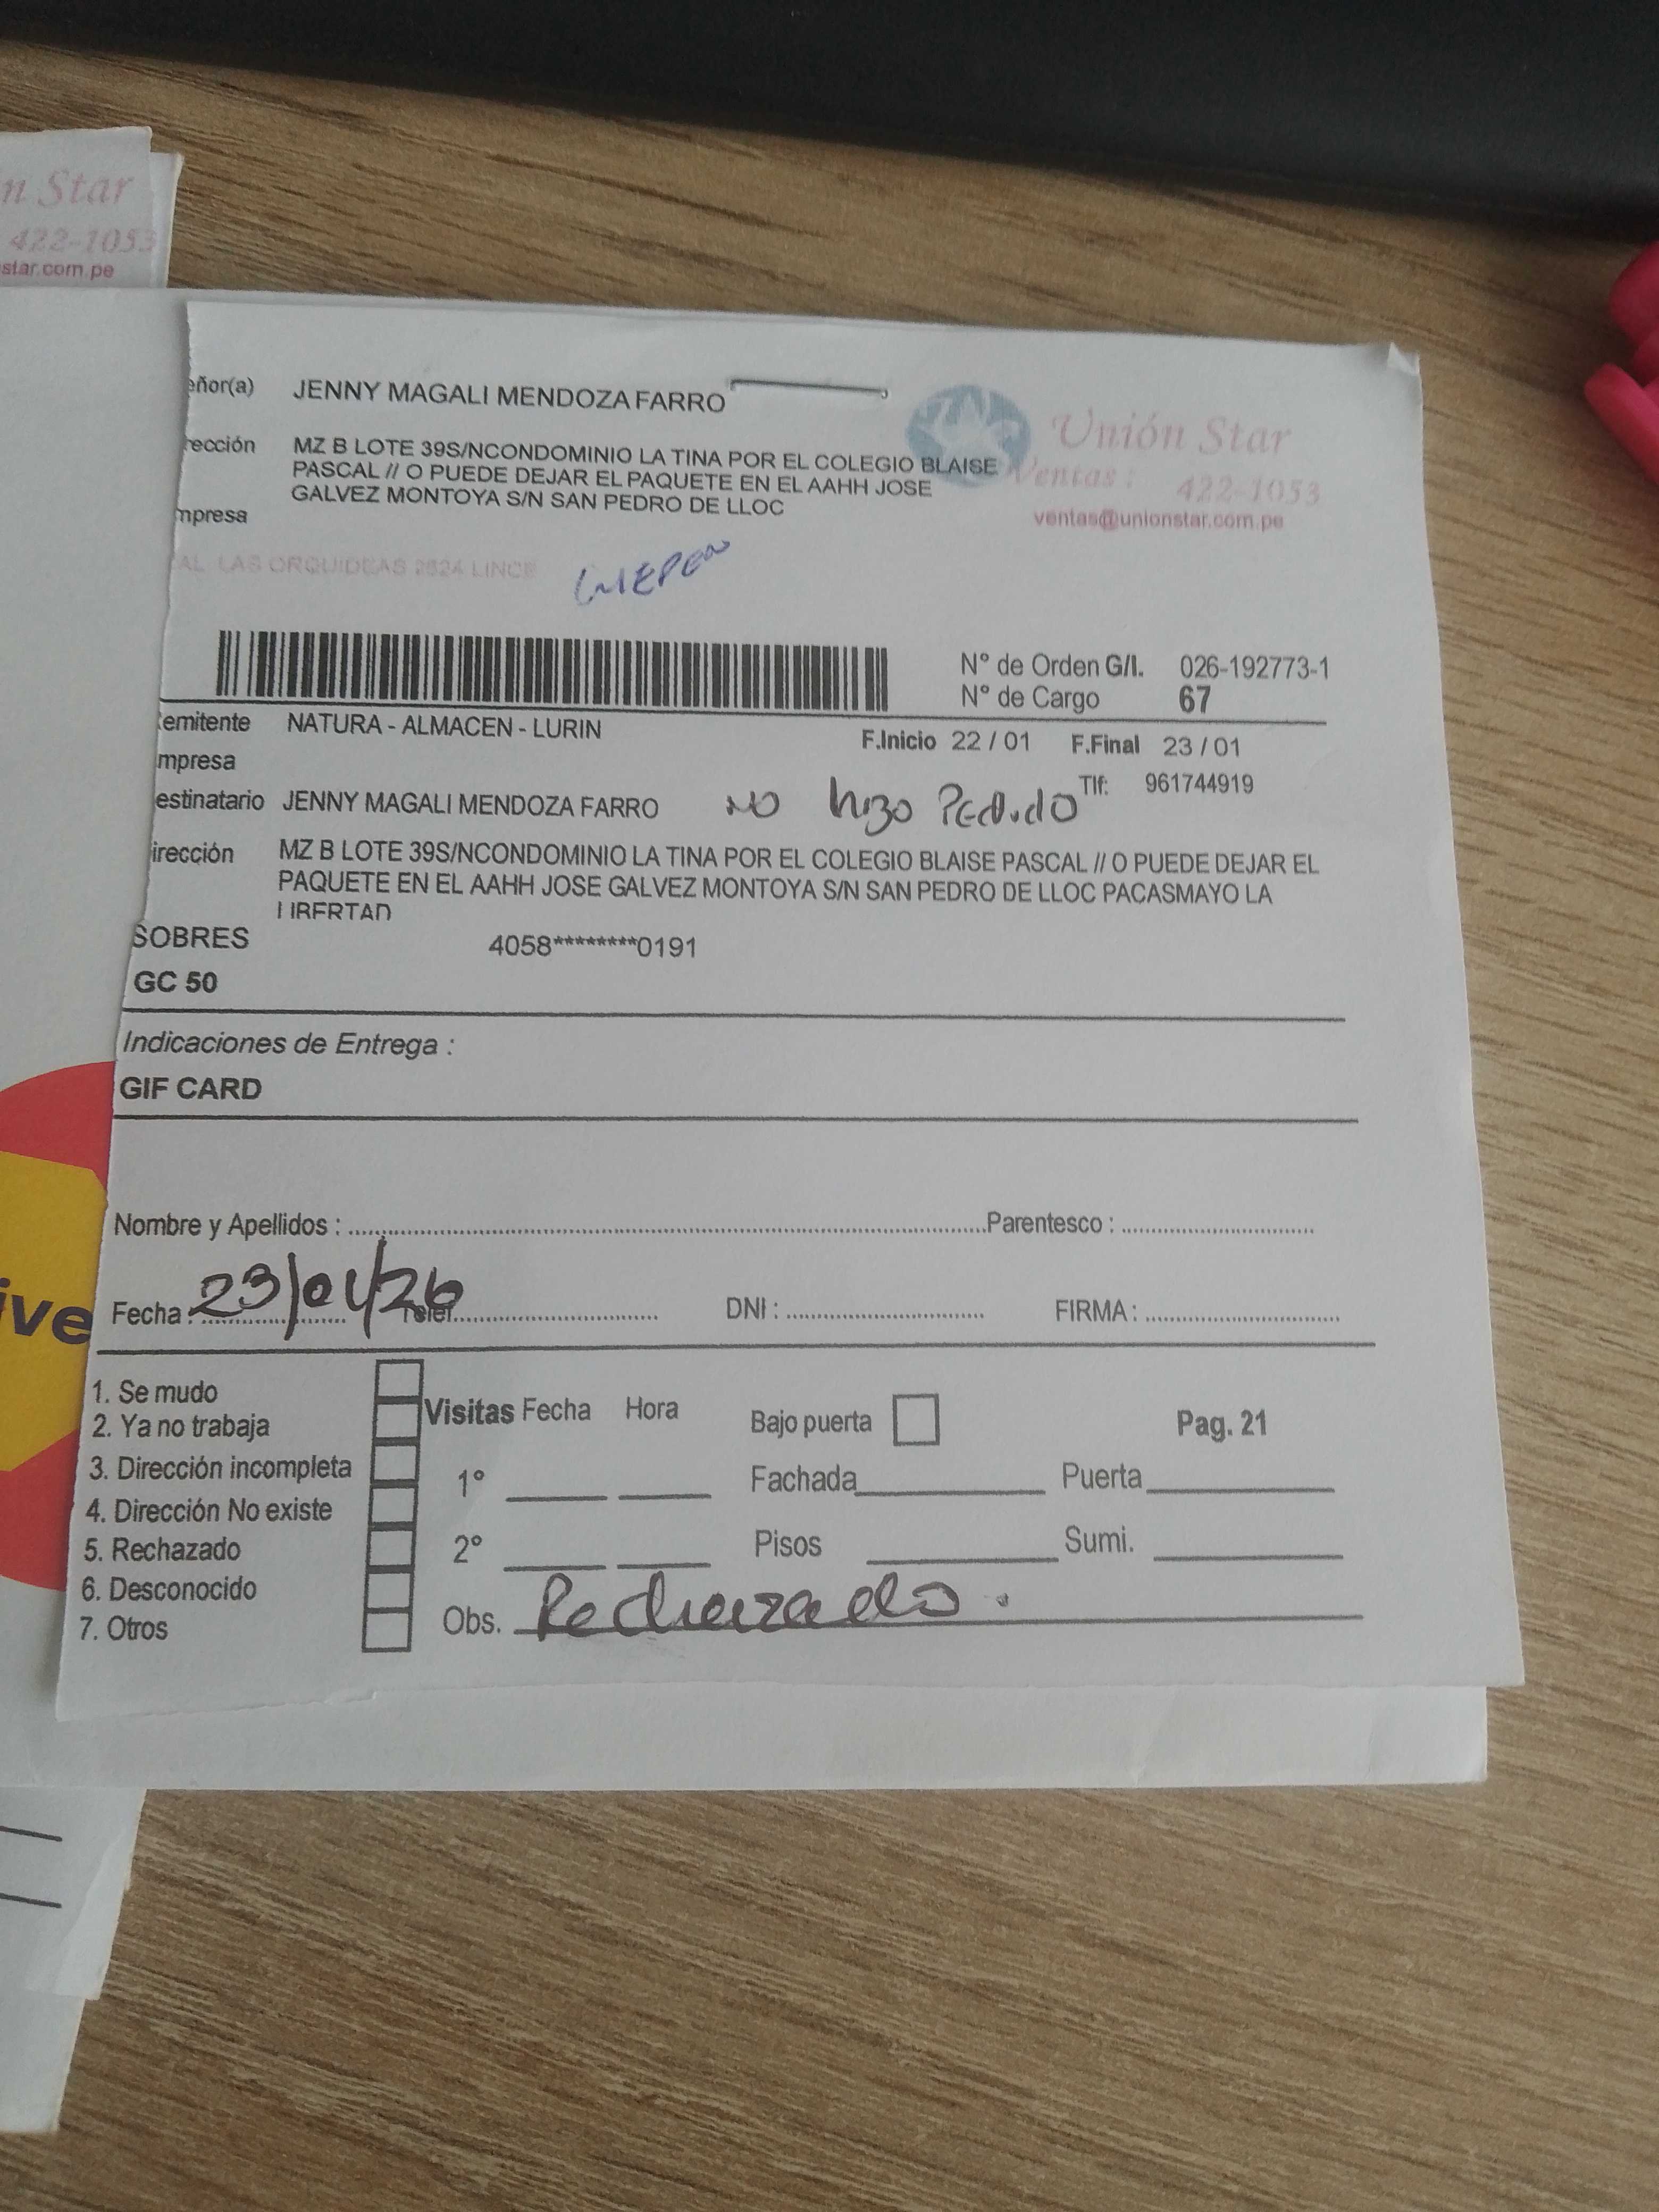 n Star
422-1053
star.com.pe
eñor(a) JENNY MAGALI MENDOZA FARRO
rección MZ B LOTE 39S/NCONDOMINIO LA TINA POR EL COLEGIO BLAISE
PASCAL // O PUEDE DEJAR EL PAQUETE EN EL AAHH JOSE
GALVEZ MONTOYA S/N SAN PEDRO DE LLOC
mpresa
Unión Star
Ventas : 422-1053
ventas@unionstar.com.pe
AL. LAS ORQUIDEAS 2624 LINCE
Nº de Orden G/I. 026-192773-1
Nº de Cargo 67
emitente NATURA - ALMACEN - LURIN
F.Inicio 22 / 01 F.Final 23 / 01
mpresa
Tlf: 961744919
estinatario JENNY MAGALI MENDOZA FARRO NO hizo Pedido
irección MZ B LOTE 39S/NCONDOMINIO LA TINA POR EL COLEGIO BLAISE PASCAL // O PUEDE DEJAR EL
PAQUETE EN EL AAHH JOSE GALVEZ MONTOYA S/N SAN PEDRO DE LLOC PACASMAYO LA
LIBERTAD
SOBRES 4058********0191
GC 50
Indicaciones de Entrega :
GIF CARD
Nombre y Apellidos : Parentesco :
Fecha : 23/01/26 Telef. DNI : FIRMA :
1. Se mudo
2. Ya no trabaja
3. Dirección incompleta
4. Dirección No existe
5. Rechazado
6. Desconocido
7. Otros
Visitas Fecha Hora
1º
2º
Obs. Rechazado.
Bajo puerta Pag. 21
Fachada Puerta
Pisos Sumi.
ive